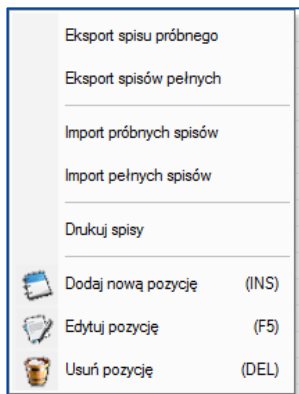 Eksport spisu próbnego
Eksport spisów pełnych
Import próbnych spisów
Import pełnych spisów
Drukuj spisy
Dodaj nową pozycję (INS)
Edytuj pozycję (F5)
Usuń pozycję (DEL)